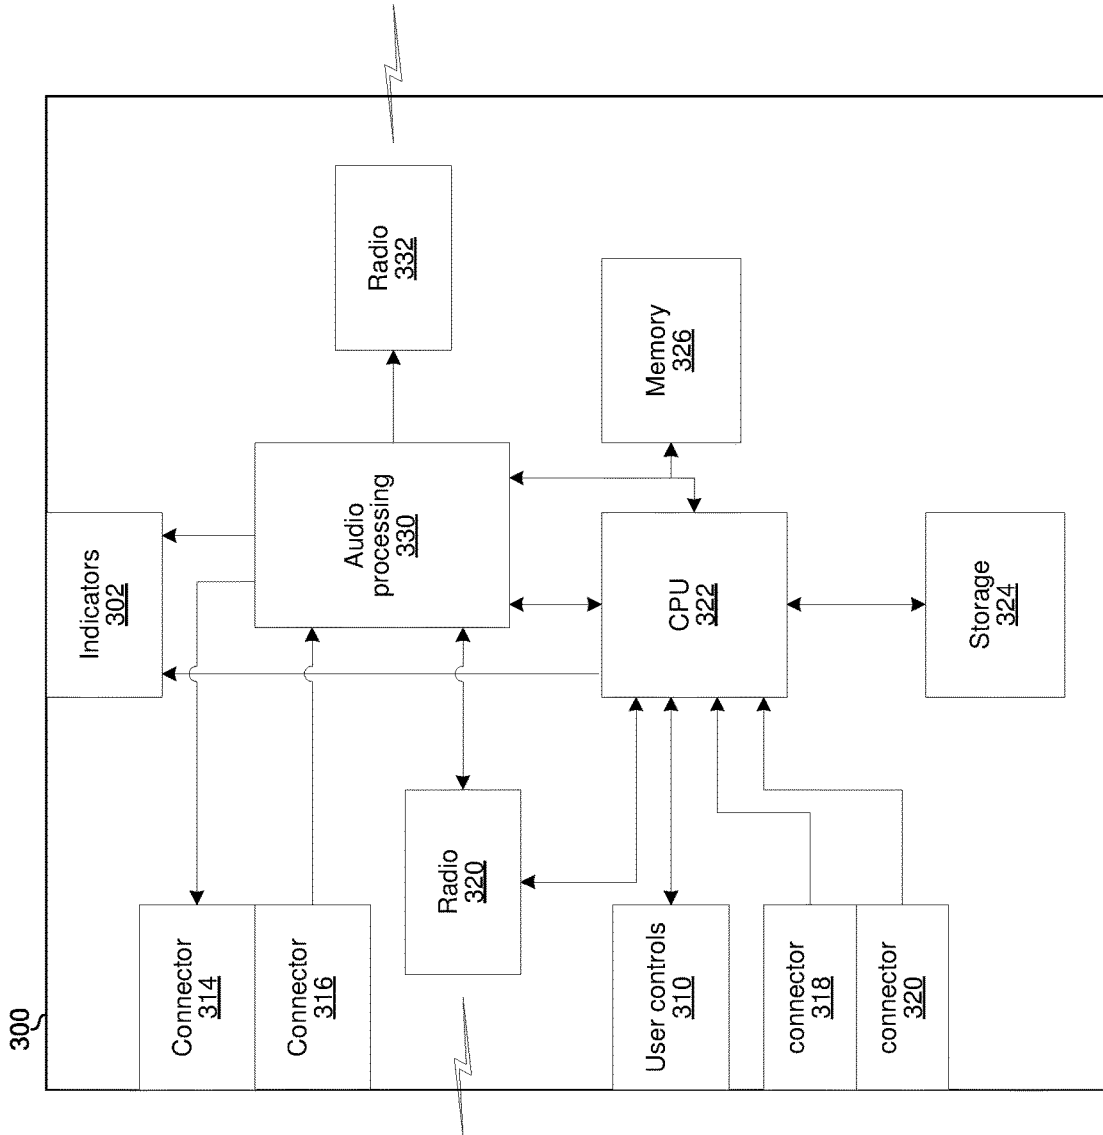 300
Connector
314
Connector
316
Radio
320
User controls
310
connector
318
connector
320
Indicators
302
Audio
processing
330
CPU
322
Storage
324
Radio
332
Memory
326